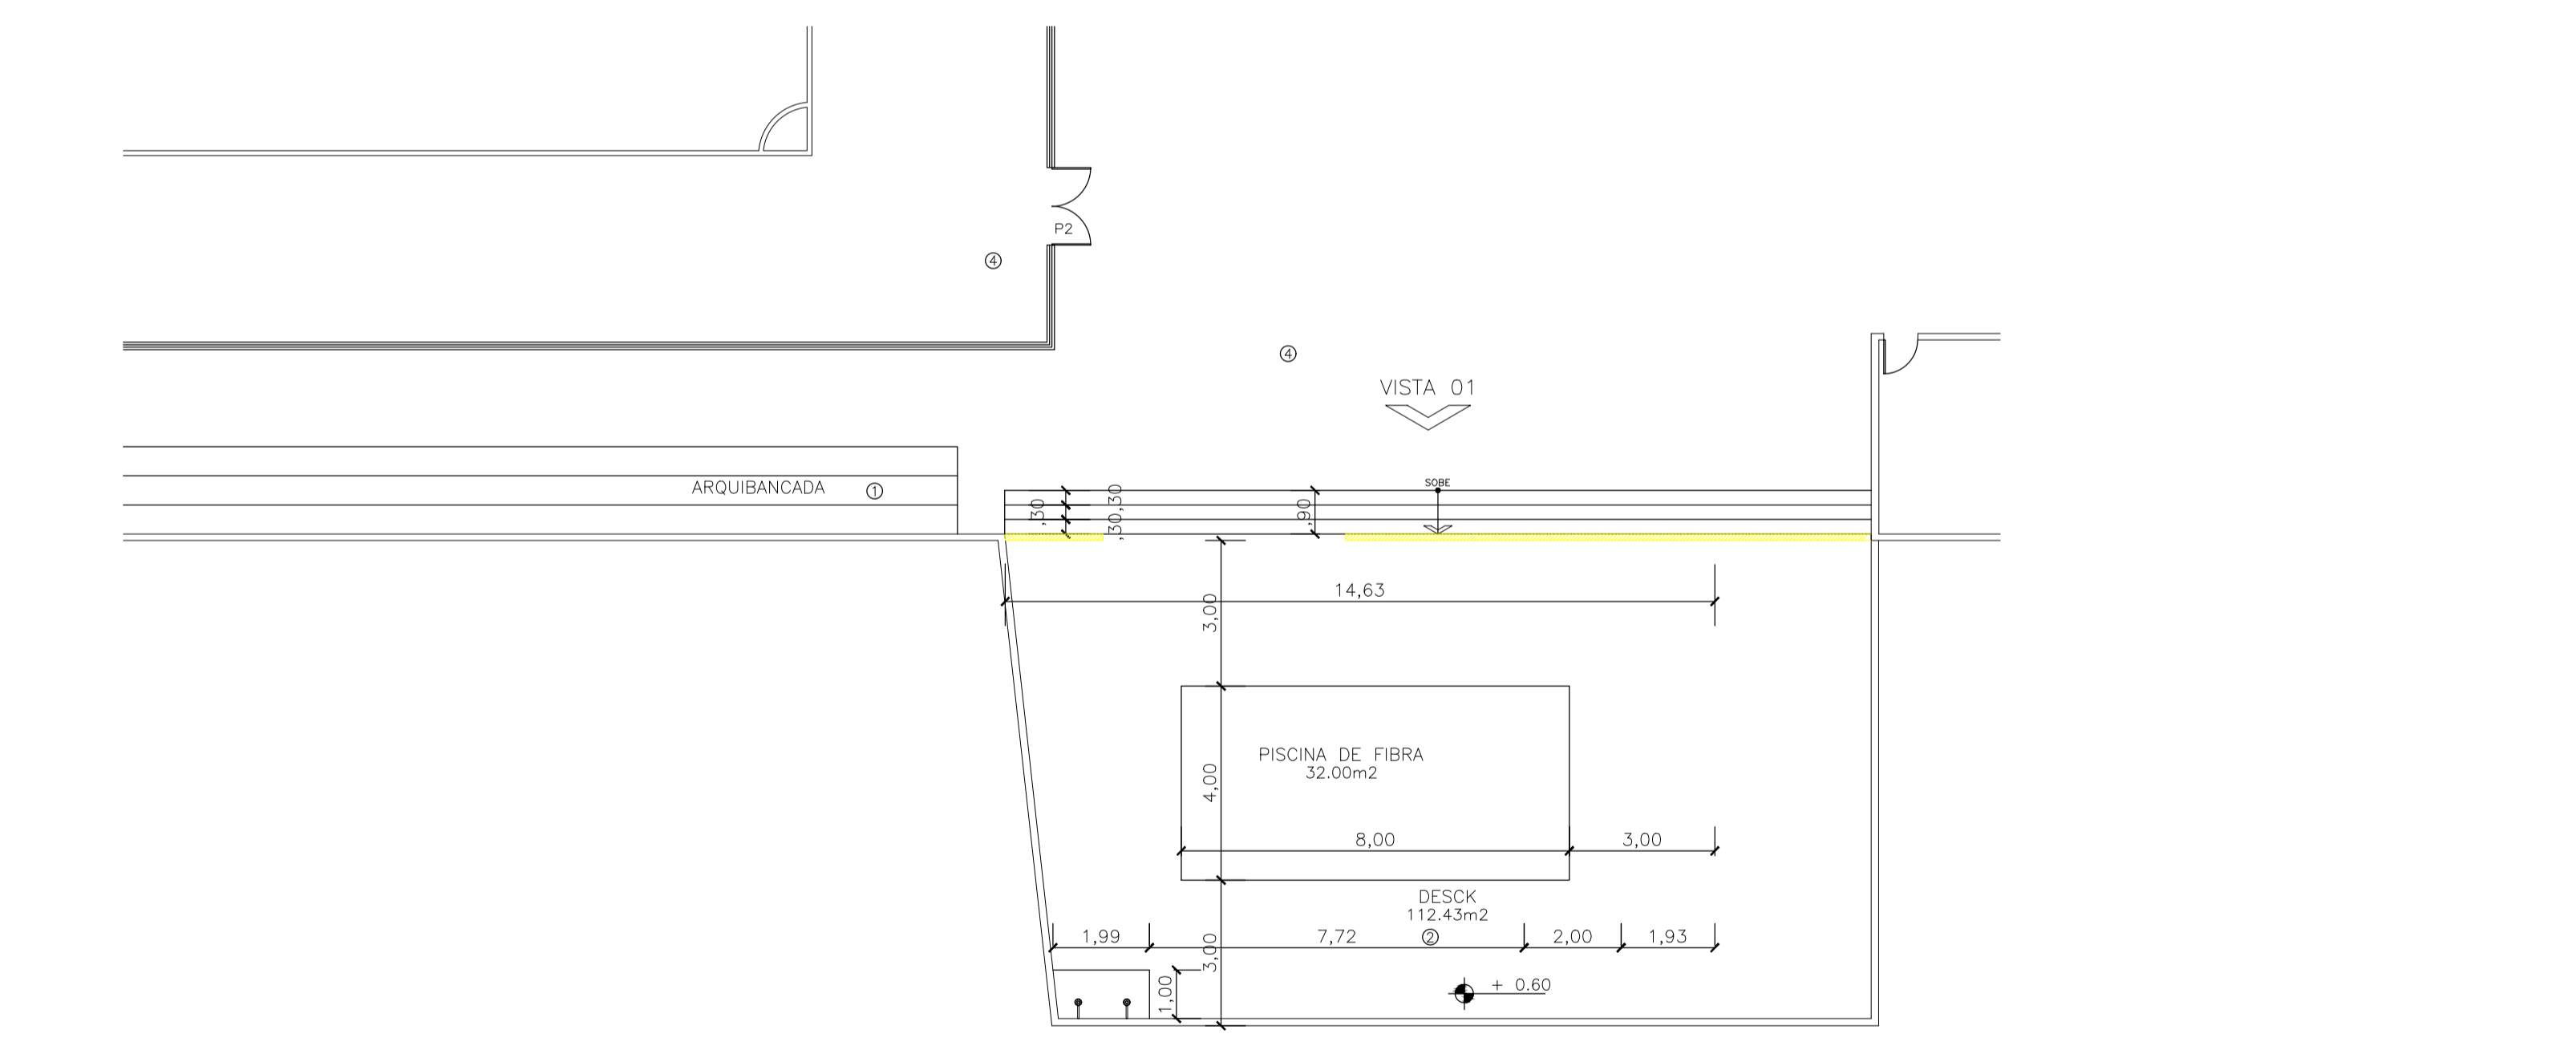 P2
4
4
VISTA 01
SOBE
ARQUIBANCADA 1
,30
,30,30
,90
14,63
3,00
PISCINA DE FIBRA
32.00m2
4,00
8,00
3,00
DESCK
112.43m2
1,99
7,72
2
2,00
1,93
3,00
1,00
+ 0.60